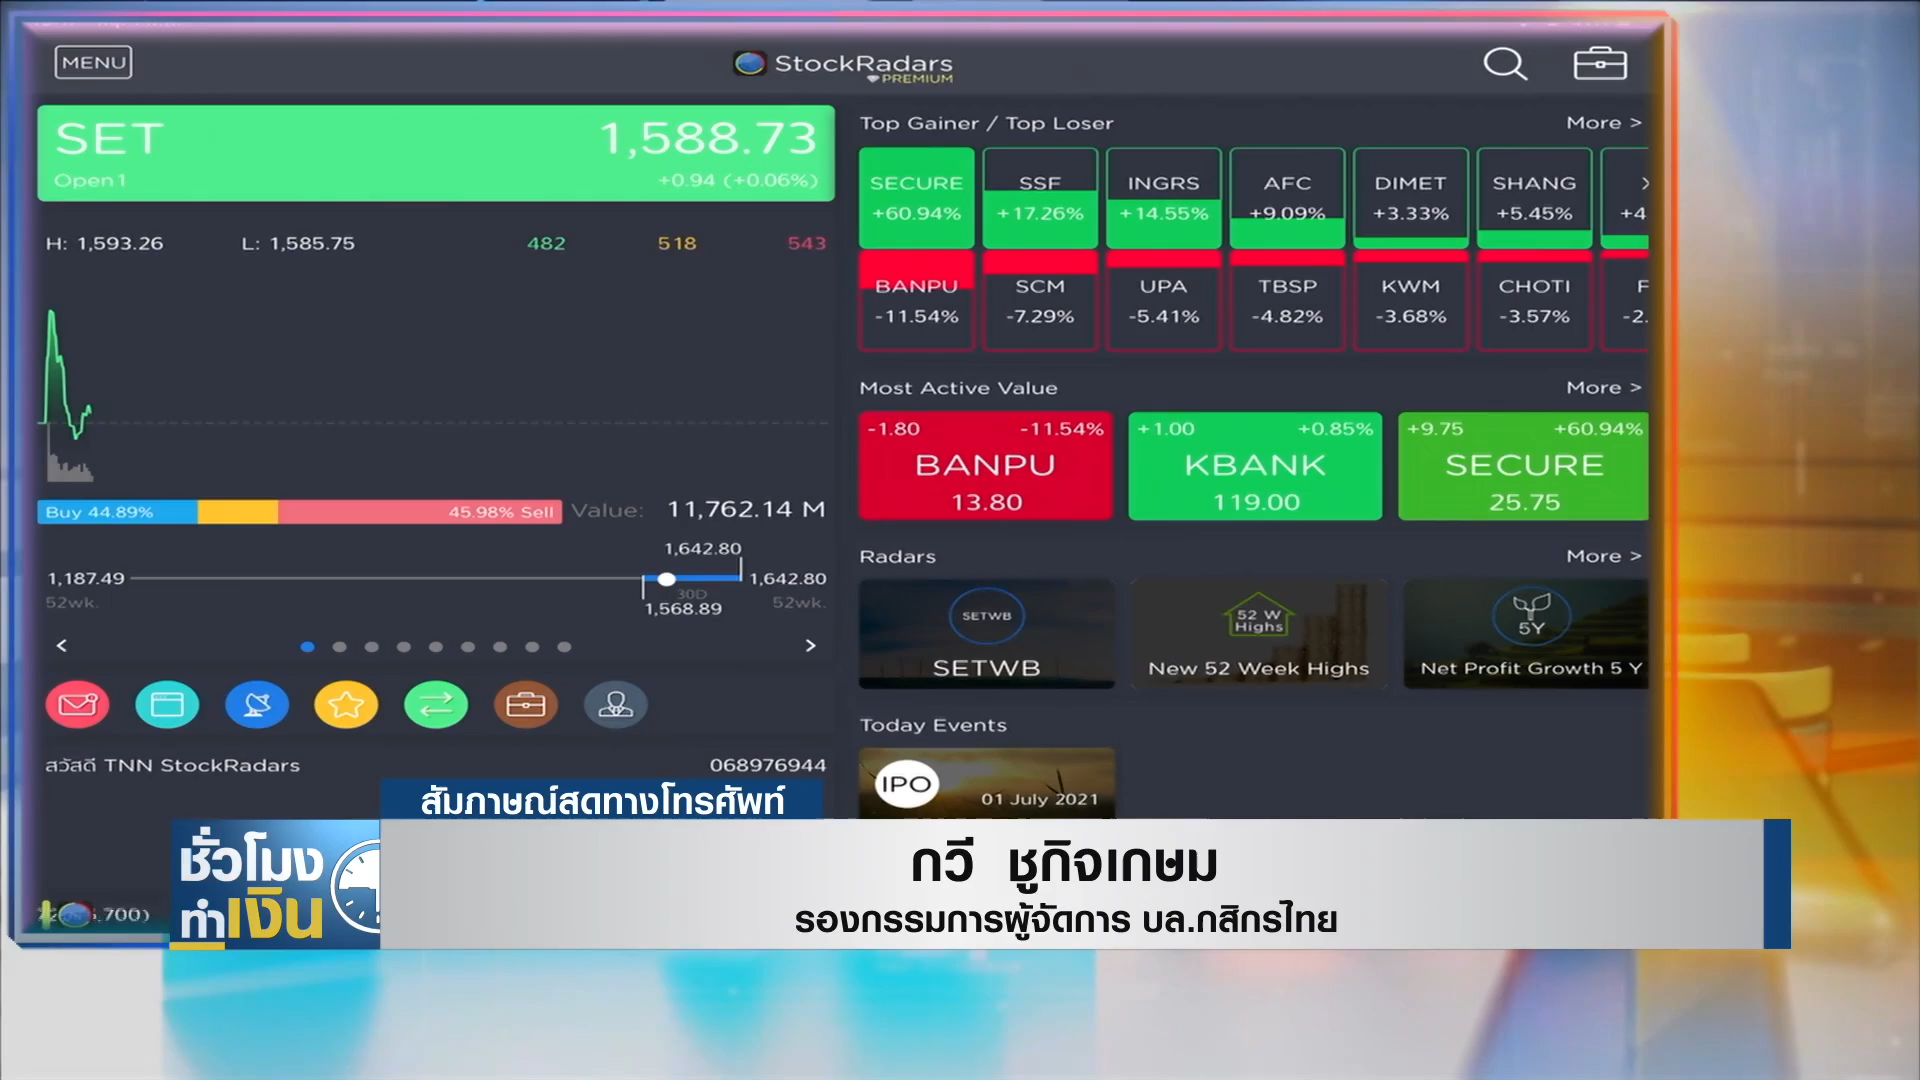 MENU
StockRadars
PREMIUM
SET 1,588.73
Open1 +0.94 (+0.06%)
H: 1,593.26 L: 1,585.75 482 518 543
Buy 44.89% 45.98% Sell Value: 11,762.14 M
1,642.80
1,187.49 1,642.80
52wk. 30D 52wk.
1,568.89
< >
สวัสดี TNN StockRadars 068976944
Top Gainer / Top Loser More >
SECURE SSF INGRS AFC DIMET SHANG
+60.94% +17.26% +14.55% +9.09% +3.33% +5.45% +4
BANPU SCM UPA TBSP KWM CHOTI F
-11.54% -7.29% -5.41% -4.82% -3.68% -3.57% -2.
Most Active Value More >
-1.80 -11.54% +1.00 +0.85% +9.75 +60.94%
BANPU KBANK SECURE
13.80 119.00 25.75
Radars More >
SETWB 52 W Highs 5Y
SETWB New 52 Week Highs Net Profit Growth 5 Y
Today Events
IPO
01 July 2021
สัมภาษณ์สดทางโทรศัพท์
ชั่วโมง
ทำเงิน
กวี ชูกิจเกษม
รองกรรมการผู้จัดการ บล.กสิกรไทย